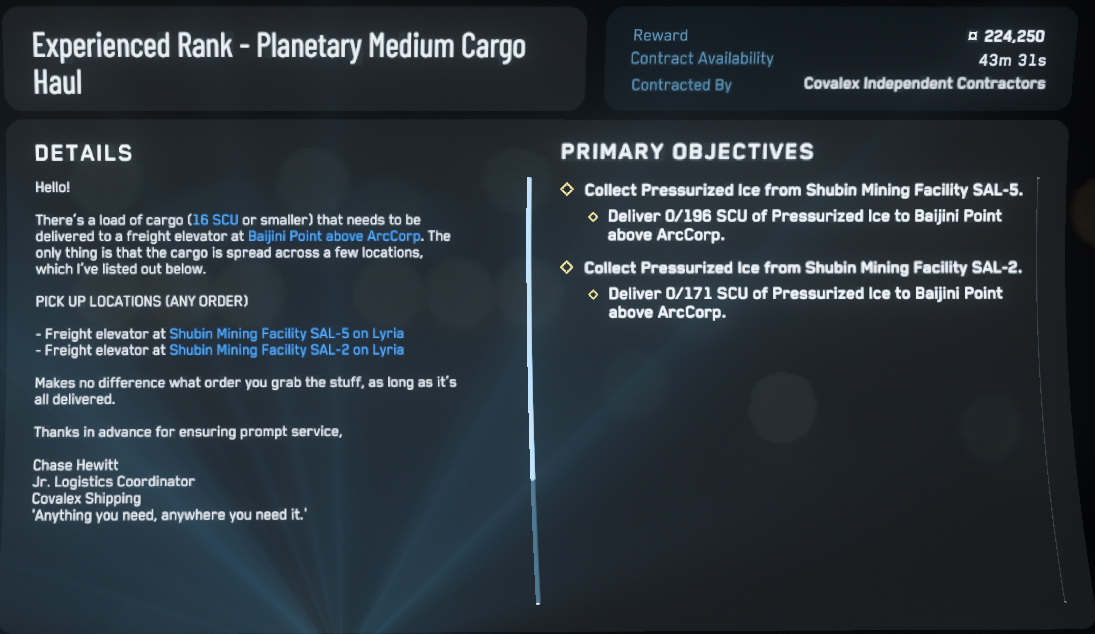 Experienced Rank - Planetary Medium Cargo
Haul
Reward ¤ 224,250
Contract Availability 43m 31s
Contracted By Covalex Independent Contractors
DETAILS
Hello!
There's a load of cargo (16 SCU or smaller) that needs to be
delivered to a freight elevator at Baijini Point above ArcCorp. The
only thing is that the cargo is spread across a few locations,
which I've listed out below.
PICK UP LOCATIONS (ANY ORDER)
- Freight elevator at Shubin Mining Facility SAL-5 on Lyria
- Freight elevator at Shubin Mining Facility SAL-2 on Lyria
Makes no difference what order you grab the stuff, as long as it's
all delivered.
Thanks in advance for ensuring prompt service,
Chase Hewitt
Jr. Logistics Coordinator
Covalex Shipping
'Anything you need, anywhere you need it.'
PRIMARY OBJECTIVES
Collect Pressurized Ice from Shubin Mining Facility SAL-5.
Deliver 0/196 SCU of Pressurized Ice to Baijini Point
above ArcCorp.
Collect Pressurized Ice from Shubin Mining Facility SAL-2.
Deliver 0/171 SCU of Pressurized Ice to Baijini Point
above ArcCorp.